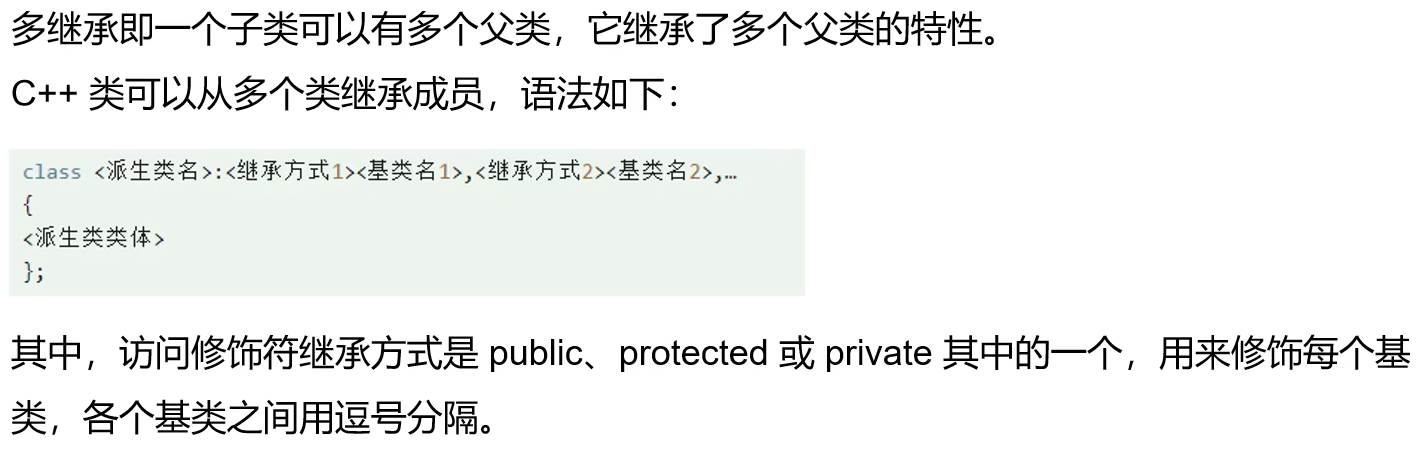 多继承即一个子类可以有多个父类，它继承了多个父类的特性。
C++ 类可以从多个类继承成员，语法如下：
class <派生类名>:<继承方式1><基类名1>,<继承方式2><基类名2>,…
{
<派生类类体>
};
其中，访问修饰符继承方式是 public、protected 或 private 其中的一个，用来修饰每个基
类，各个基类之间用逗号分隔。